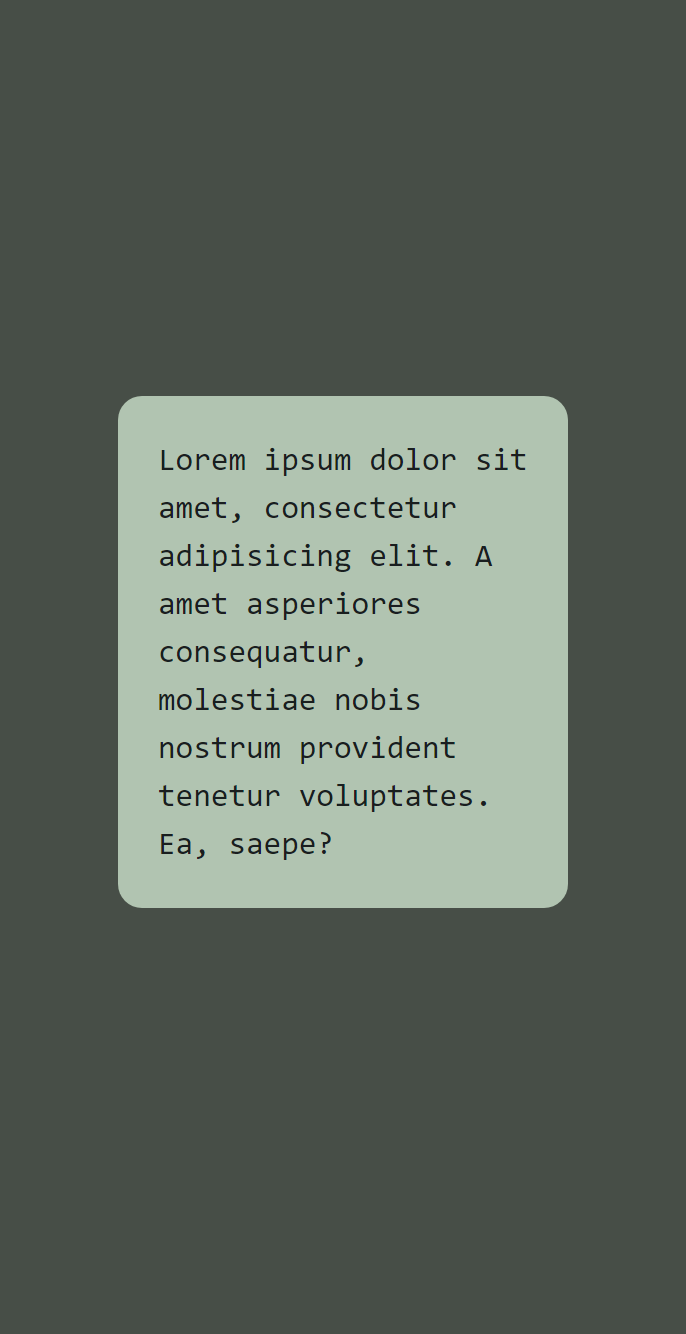 Lorem ipsum dolor sit
amet, consectetur
adipisicing elit. A
amet asperiores
consequatur,
molestiae nobis
nostrum provident
tenetur voluptates.
Ea, saepe?